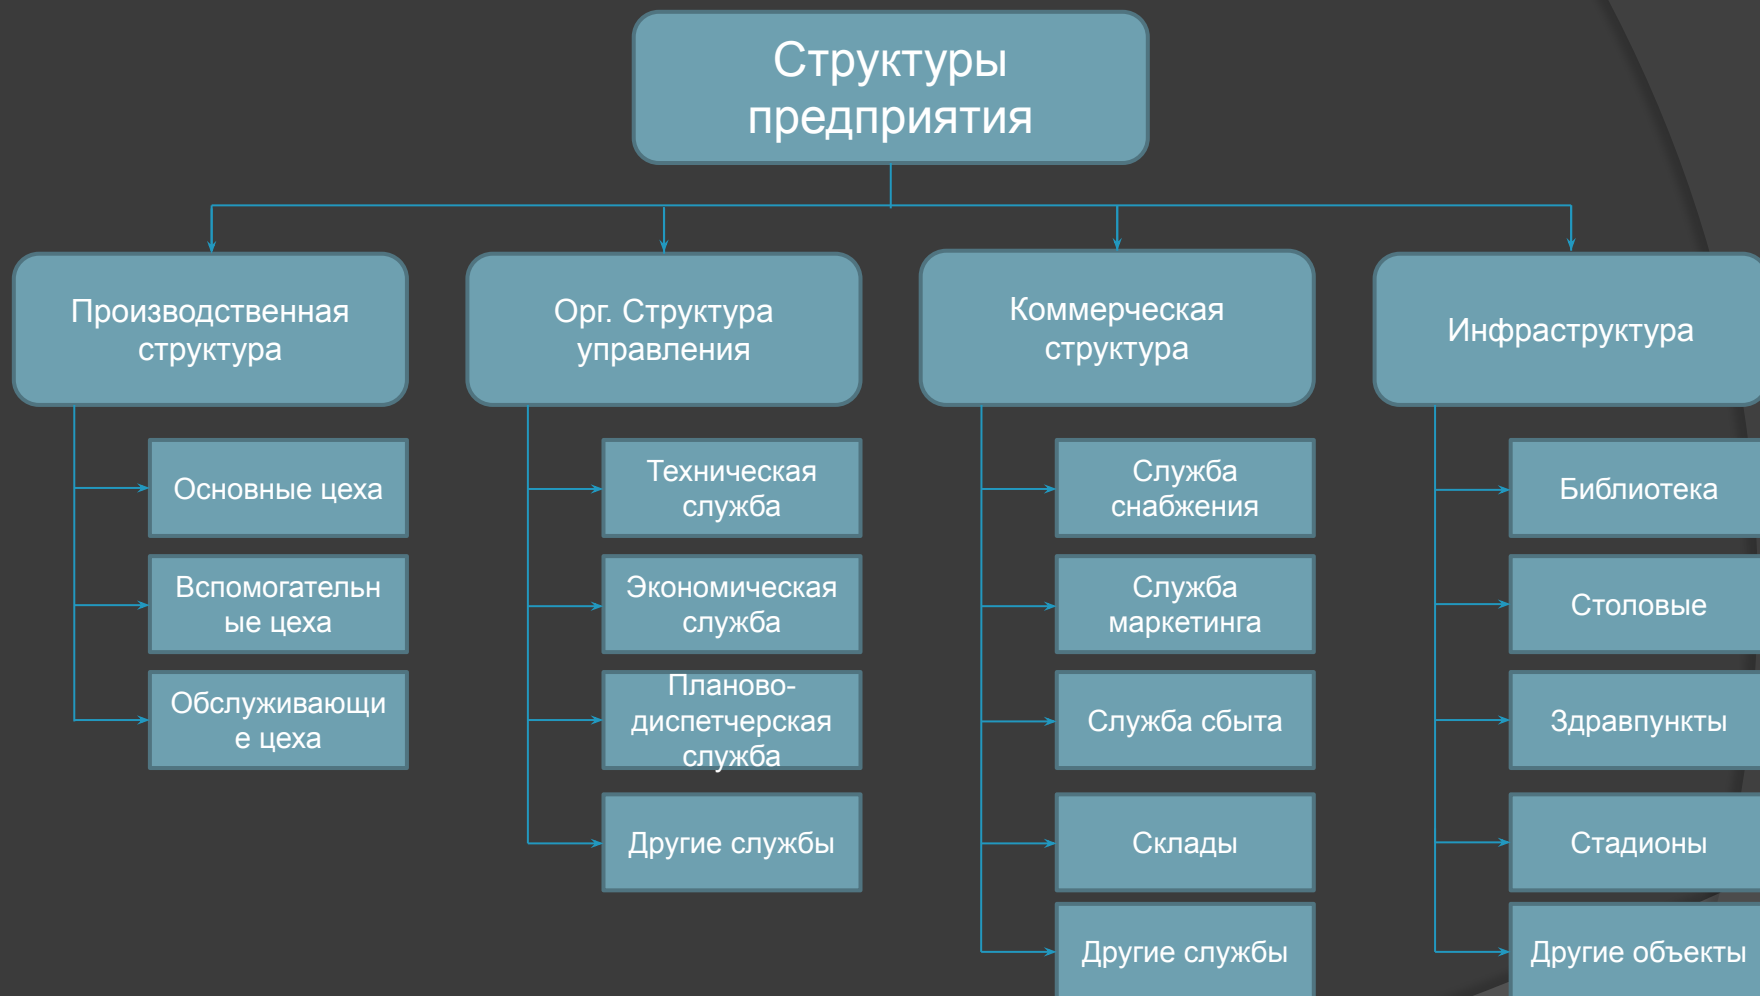 Структуры
предприятия
Производственная
структура
Орг. Структура
управления
Коммерческая
структура
Инфраструктура
Основные цеха
Вспомогательн
ые цеха
Обслуживающи
е цеха
Техническая
служба
Экономическая
служба
Планово-
диспетчерская
служба
Другие службы
Служба
снабжения
Служба
маркетинга
Служба сбыта
Склады
Другие службы
Библиотека
Столовые
Здравпункты
Стадионы
Другие объекты